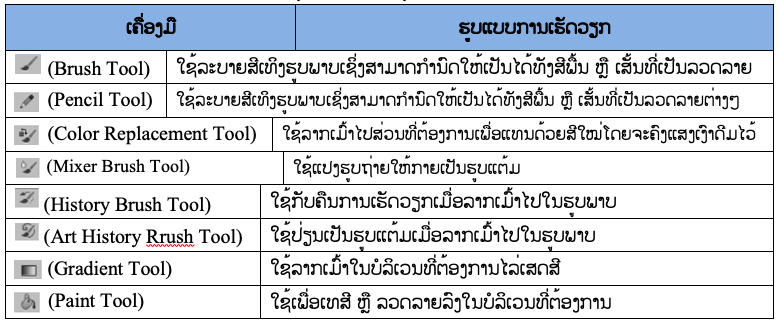 ເຄື່ອງມື ຮູບແບບການເຮັດວຽກ
(Brush Tool) ໃຊ້ລະບາຍສີເທິງຮູບພາບເຊິ່ງສາມາດກຳນົດໃຫ້ເປັນໄດ້ທັງສີພື້ນ ຫຼື ເສັ້ນທີ່ເປັນລວດລາຍ
(Pencil Tool) ໃຊ້ລະບາຍສີເທິງຮູບພາບເຊິ່ງສາມາດກຳນົດໃຫ້ເປັນໄດ້ທັງສີພື້ນ ຫຼື ເສັ້ນທີ່ເປັນລວດລາຍຕ່າງໆ
(Color Replacement Tool) ໃຊ້ລາກເມົ້າໄປສ່ວນທີ່ຕ້ອງການເພື່ອແທນດ້ວຍສີໃໝ່ໂດຍຈະຄົງແສງເງົາດີມໄວ້
(Mixer Brush Tool) ໃຊ້ແປງຮູບຖ່າຍໃຫ້ກາຍເປັນຮູບແຕ້ມ
(History Brush Tool) ໃຊ້ກັບຄືນການເຮັດວຽກເມື່ອລາກເມົ້າໄປໃນຮູບພາບ
(Art History Rrush Tool) ໃຊ້ປ່ຽນເປັນຮູບແຕ້ມເມື່ອລາກເມົ້າໄປໃນຮູບພາບ
(Gradient Tool) ໃຊ້ລາກເມົ້າໃນບໍລິເວນທີ່ຕ້ອງການໄລ່ເສດສີ
(Paint Tool) ໃຊ້ເພື່ອເທສີ ຫຼື ລວດລາຍລົງໃນບໍລິເວນທີ່ຕ້ອງການ